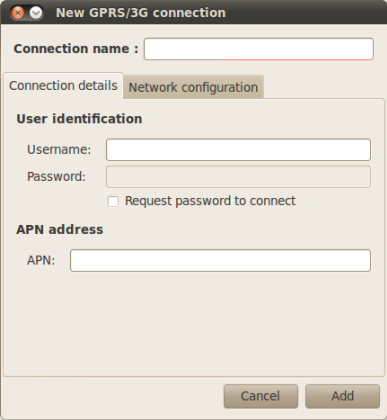 New GPRS/3G connection
Connection name :
Connection details
Network configuration
User identification
Username:
Password:
Request password to connect
APN address
APN:
Cancel
Add